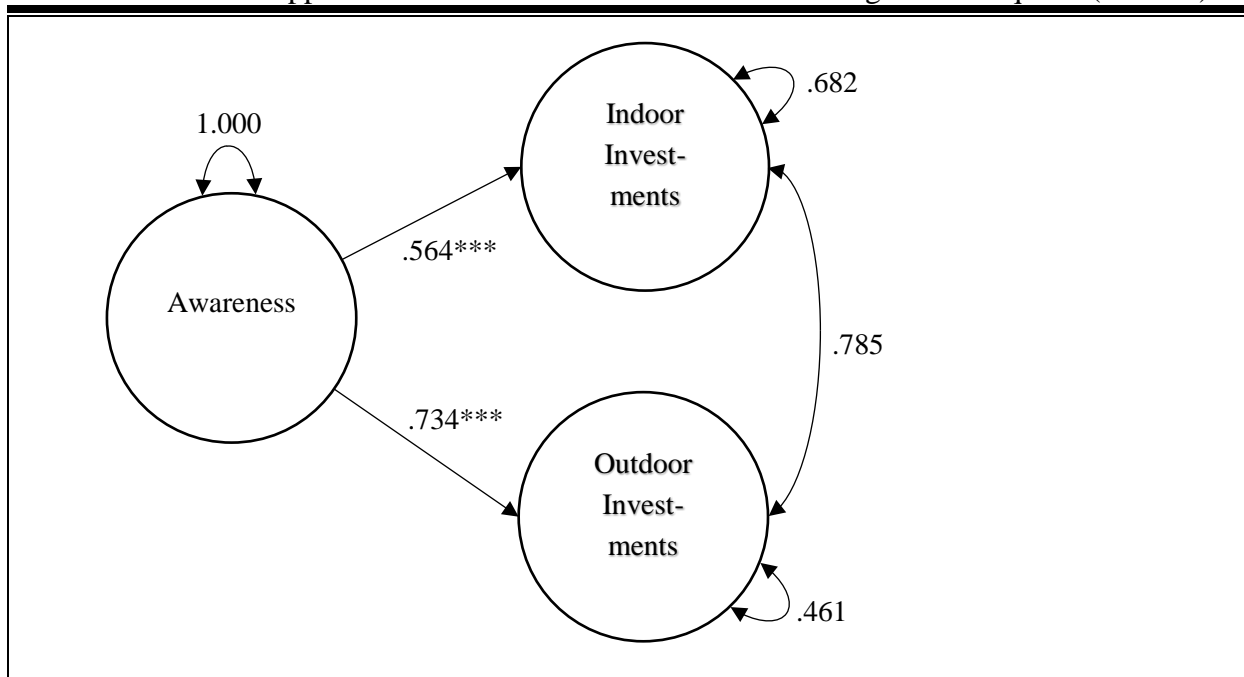 1.000
.682
Indoor
Invest-
ments
.564***
Awareness
.785
.734***
Outdoor
Invest-
ments
.461